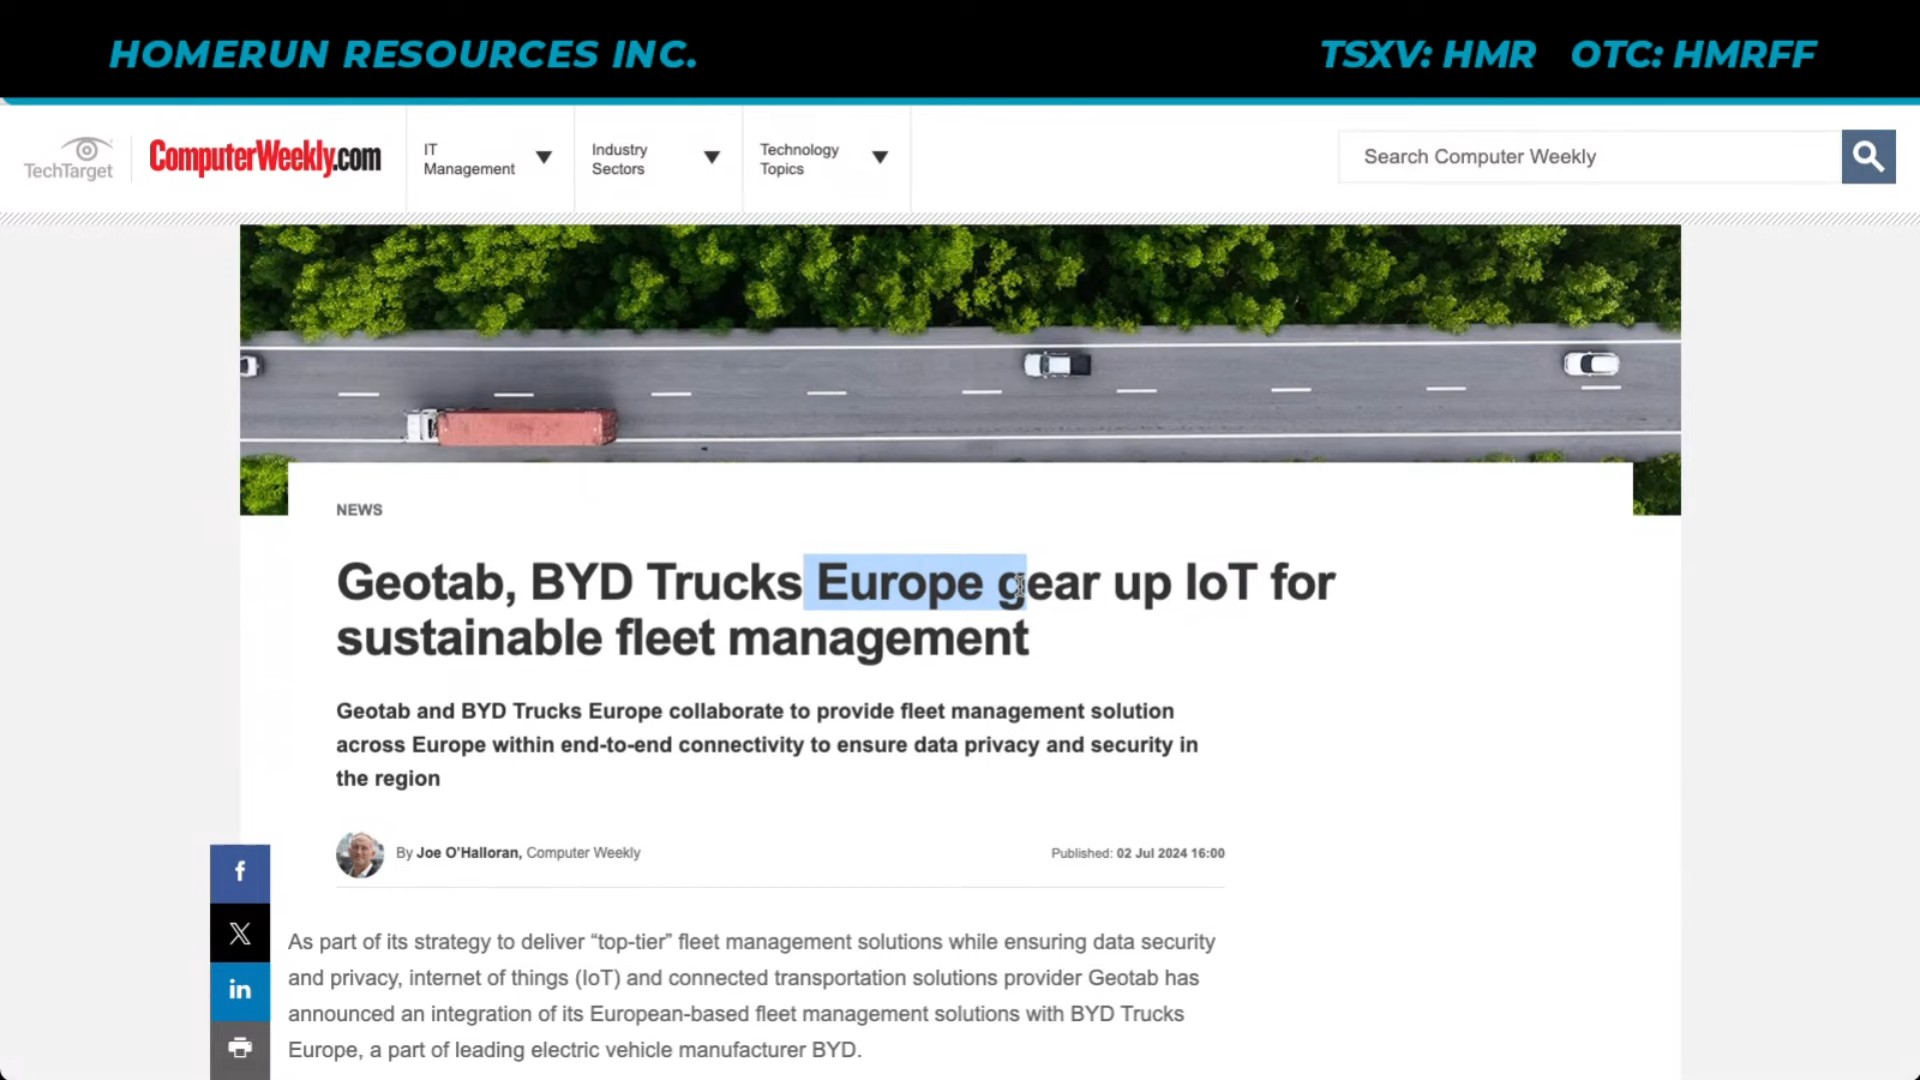 HOMERUN RESOURCES INC.
TSXV: HMR OTC: HMRFF
TechTarget
ComputerWeekly.com
IT
Management
Industry
Sectors
Technology
Topics
Search Computer Weekly
NEWS
Geotab, BYD Trucks Europe gear up IoT for
sustainable fleet management
Geotab and BYD Trucks Europe collaborate to provide fleet management solution
across Europe within end-to-end connectivity to ensure data privacy and security in
the region
By Joe O'Halloran, Computer Weekly
Published: 02 Jul 2024 16:00
f
X
in
As part of its strategy to deliver “top-tier” fleet management solutions while ensuring data security
and privacy, internet of things (IoT) and connected transportation solutions provider Geotab has
announced an integration of its European-based fleet management solutions with BYD Trucks
Europe, a part of leading electric vehicle manufacturer BYD.